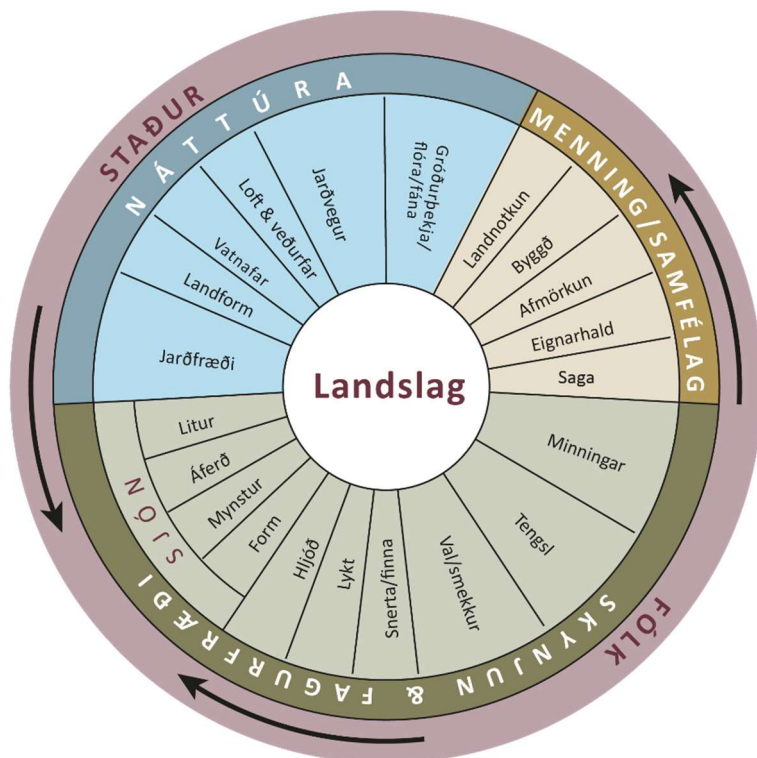 STAÐUR
NÁTTÚRA
MENNING/SAMFÉLAG
Jarðfræði
Landform
Vatnafar
Loft & veðurfar
Jarðvegur
Gróðurþekja/
flóra/fána
Landnotkun
Byggð
Afmörkun
Eignarhald
Saga
Landslag
Minningar
Tengsl
Val/smekkur
Snerta/finna
Lykt
Hljóð
Form
Mynstur
Áferð
Litur
SJÓN
SKYNJUN & FAGURFRÆÐI
FÓLK